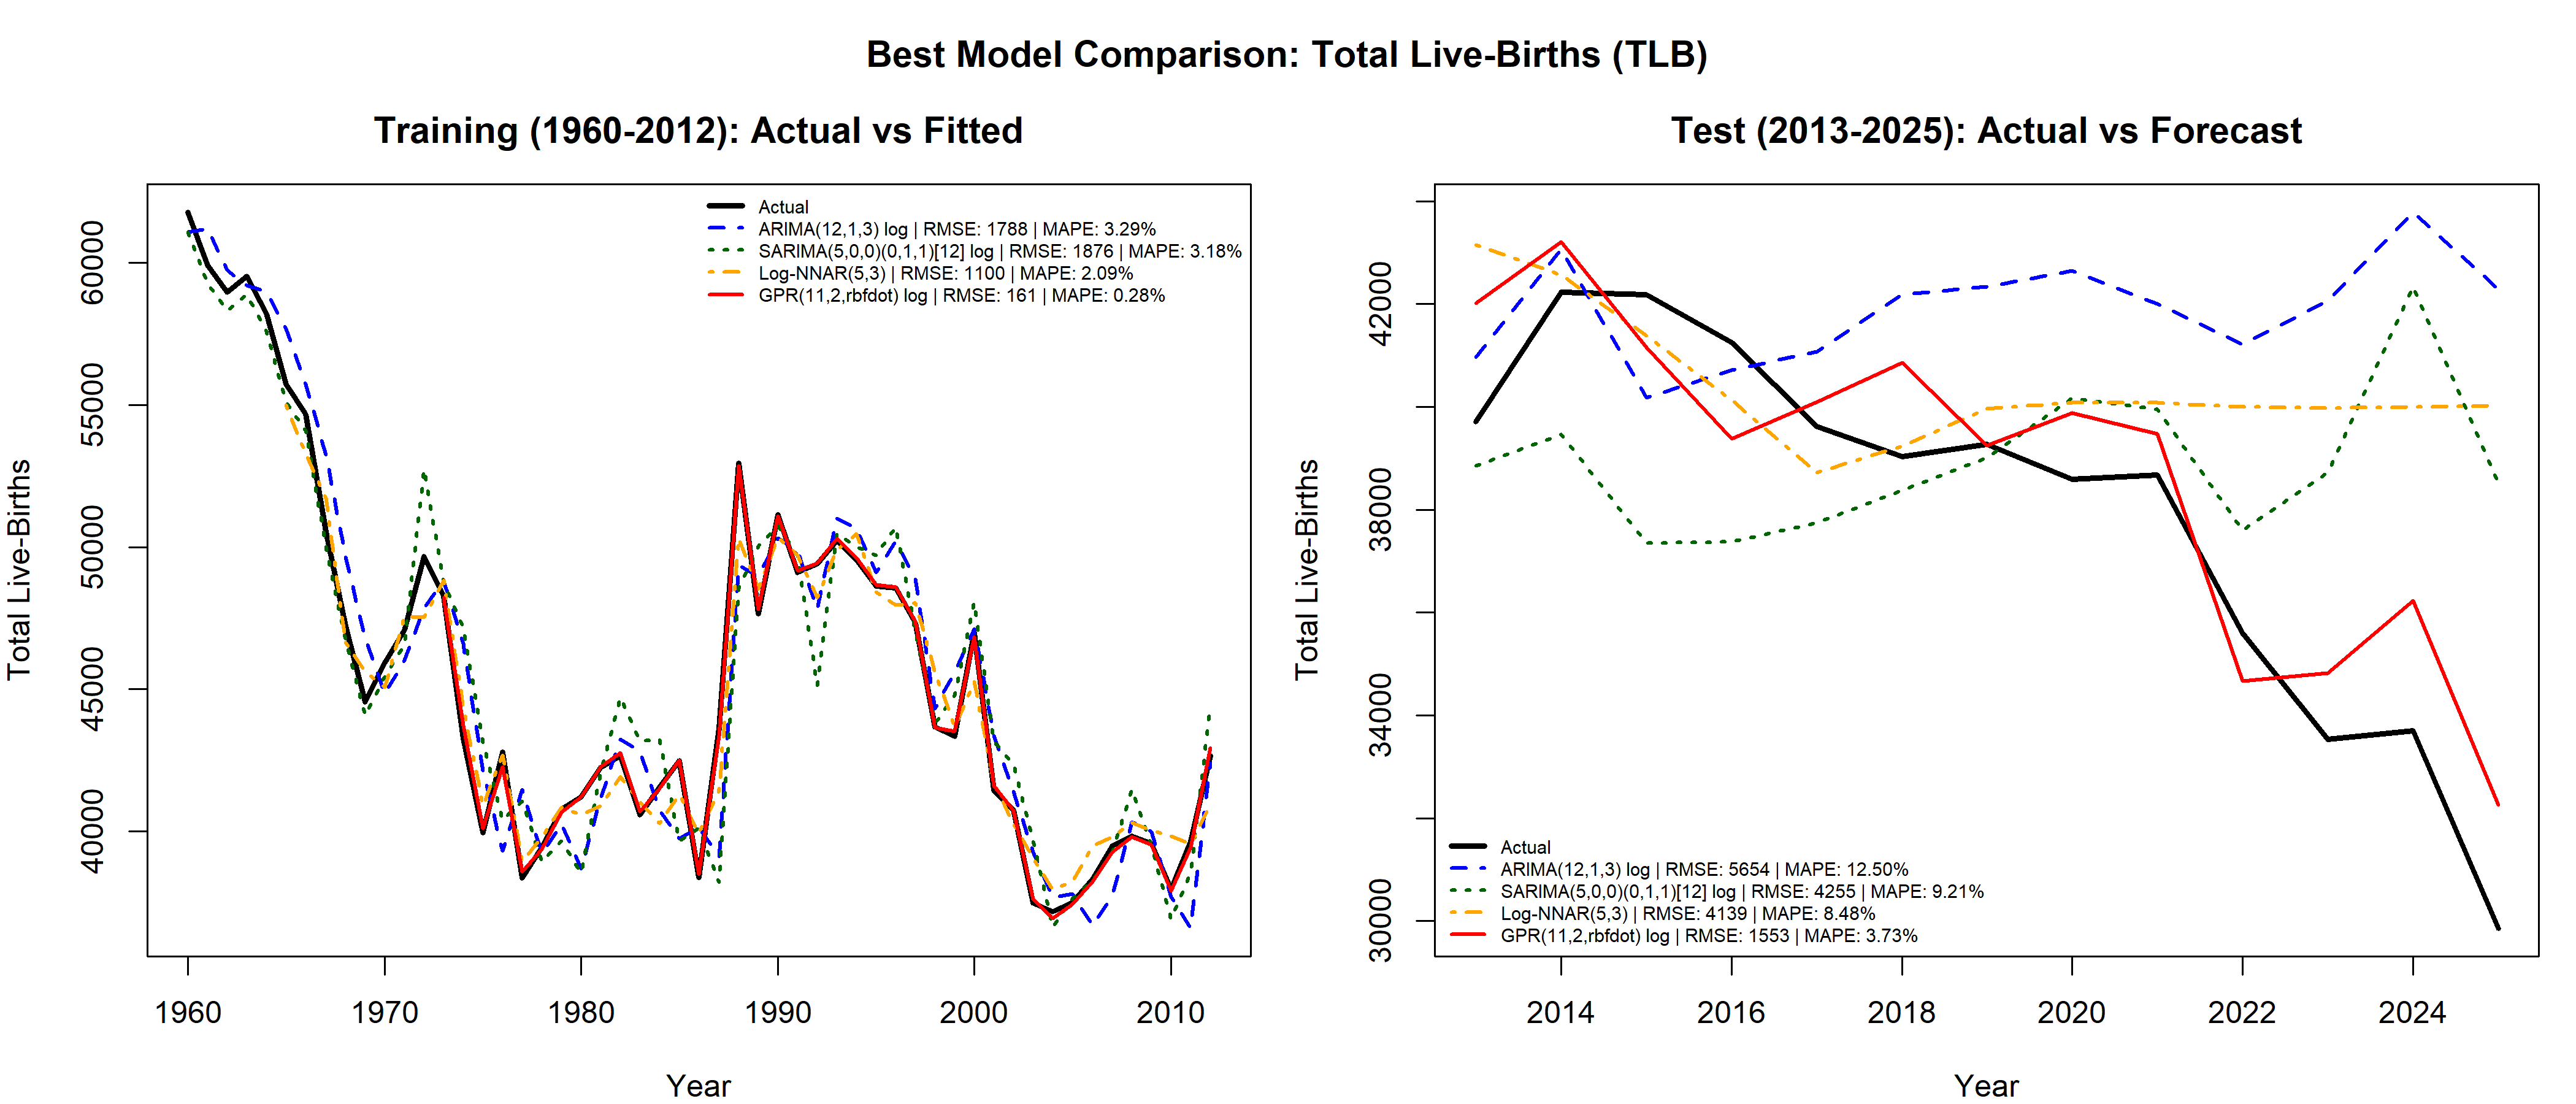 Best Model Comparison: Total Live-Births (TLB)
Training (1960-2012): Actual vs Fitted
Total Live-Births
60000
55000
50000
45000
40000
Actual
ARIMA(12,1,3) log | RMSE: 1788 | MAPE: 3.29%
SARIMA(5,0,0)(0,1,1)[12] log | RMSE: 1876 | MAPE: 3.18%
Log-NNAR(5,3) | RMSE: 1100 | MAPE: 2.09%
GPR(11,2,rbfdot) log | RMSE: 161 | MAPE: 0.28%
1960 1970 1980 1990 2000 2010
Year
Test (2013-2025): Actual vs Forecast
Total Live-Births
42000
38000
34000
30000
Actual
ARIMA(12,1,3) log | RMSE: 5654 | MAPE: 12.50%
SARIMA(5,0,0)(0,1,1)[12] log | RMSE: 4255 | MAPE: 9.21%
Log-NNAR(5,3) | RMSE: 4139 | MAPE: 8.48%
GPR(11,2,rbfdot) log | RMSE: 1553 | MAPE: 3.73%
2014 2016 2018 2020 2022 2024
Year